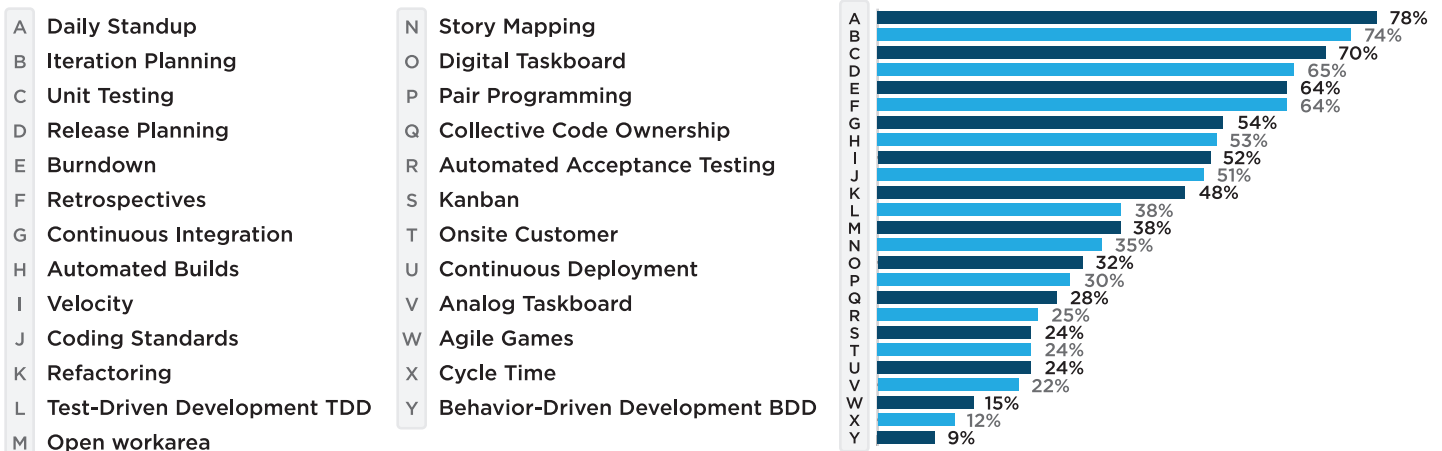 A Daily Standup
B Iteration Planning
C Unit Testing
D Release Planning
E Burndown
F Retrospectives
G Continuous Integration
H Automated Builds
I Velocity
J Coding Standards
K Refactoring
L Test-Driven Development TDD
M Open workarea
N Story Mapping
O Digital Taskboard
P Pair Programming
Q Collective Code Ownership
R Automated Acceptance Testing
S Kanban
T Onsite Customer
U Continuous Deployment
V Analog Taskboard
W Agile Games
X Cycle Time
Y Behavior-Driven Development BDD
A 78%
B 74%
C 70%
D 65%
E 64%
F 64%
G 54%
H 53%
I 52%
J 51%
K 48%
L 38%
M 38%
N 35%
O 32%
P 30%
Q 28%
R 25%
S 24%
T 24%
U 24%
V 22%
W 15%
X 12%
Y 9%